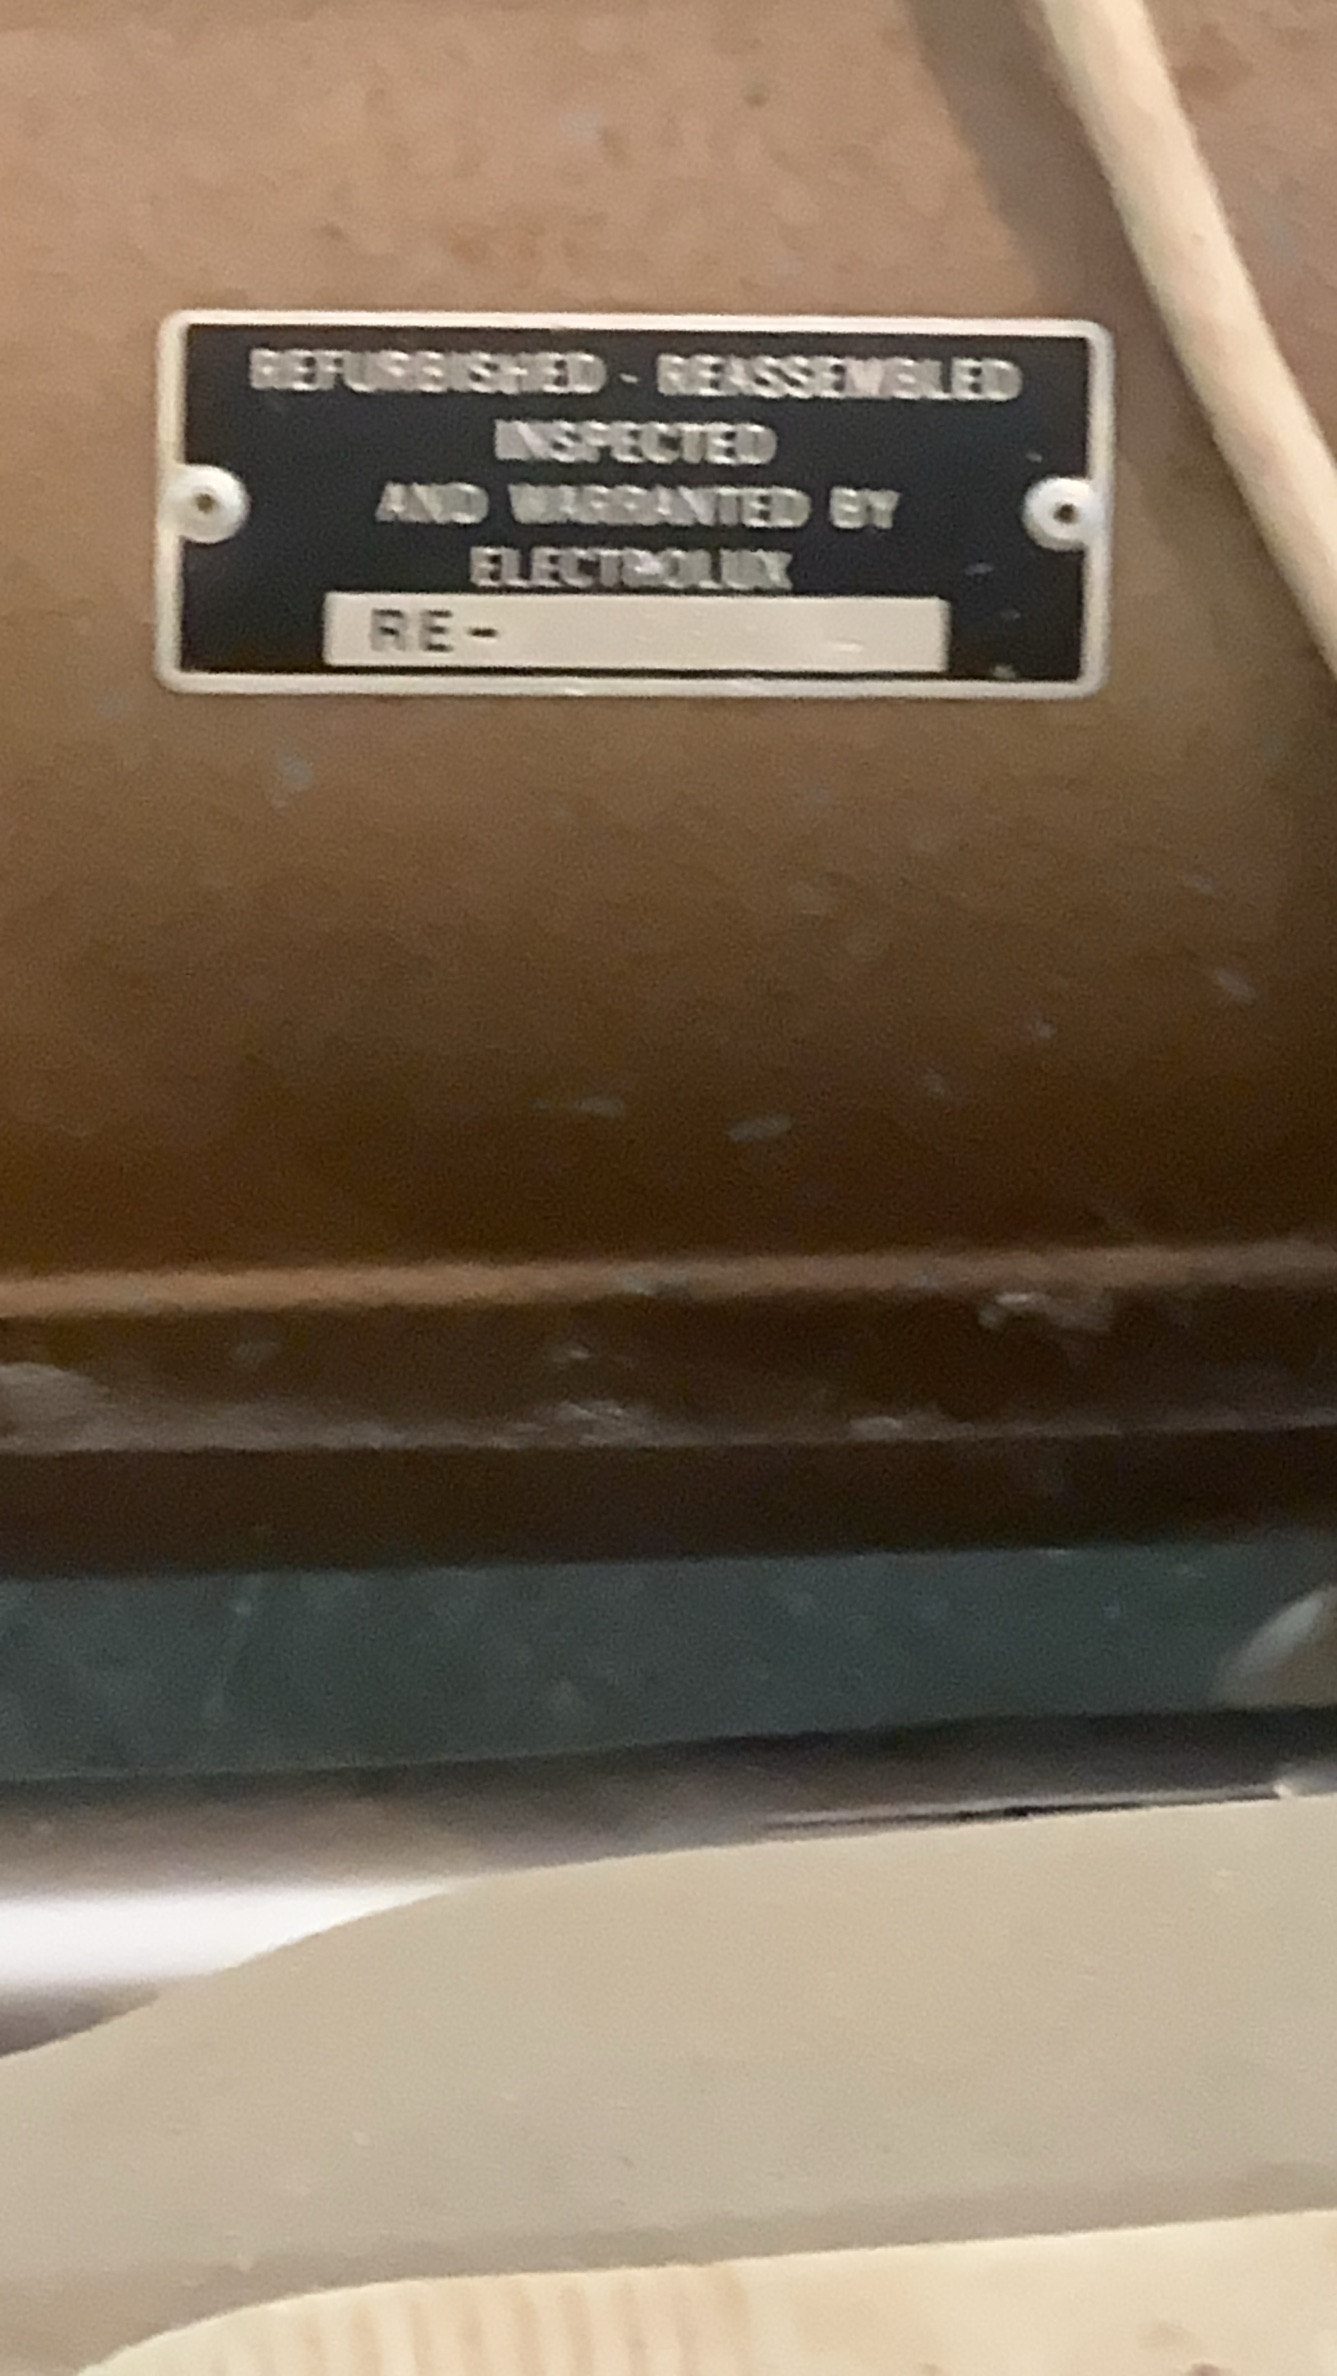 REFURBISHED - REASSEMBLED
INSPECTED
AND WARRANTED BY
ELECTROLUX
RE-